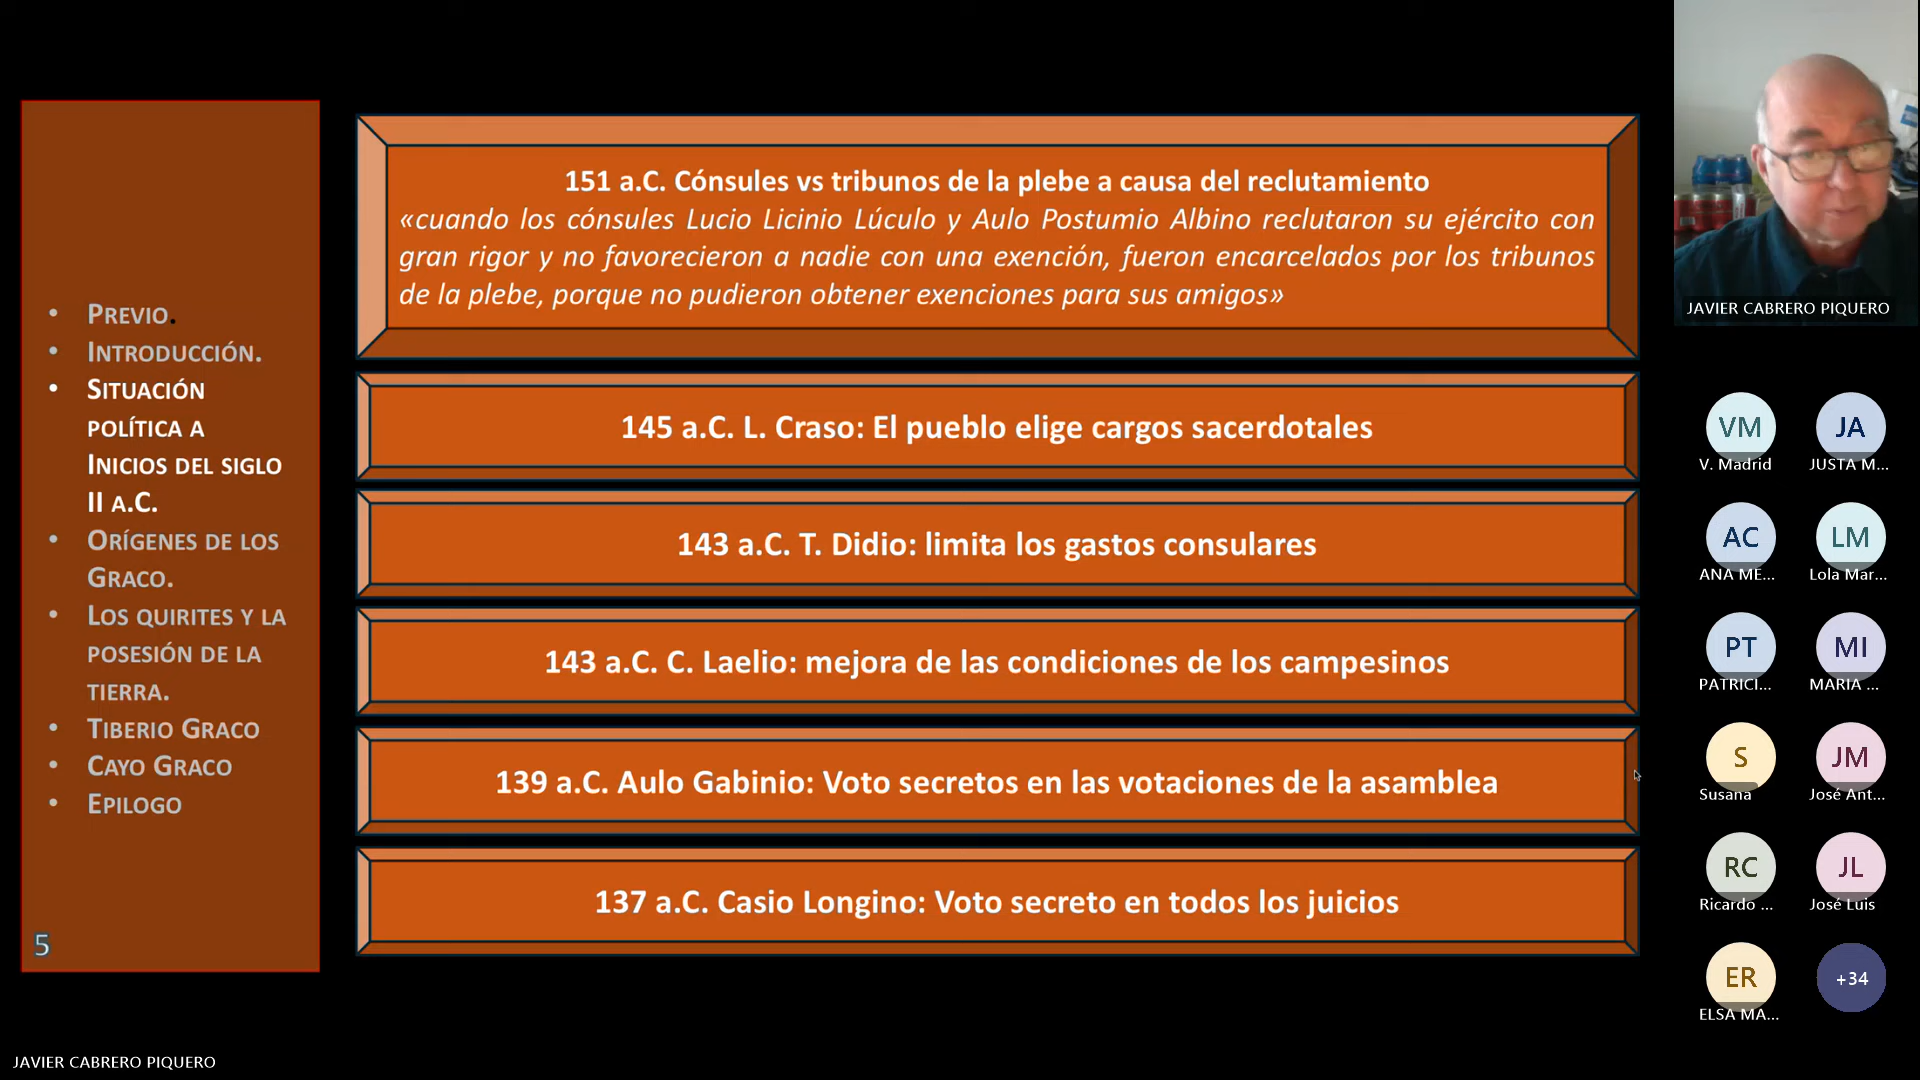 Previo.
Introducción.
Situación
política a
Inicios del siglo
II a.C.
Orígenes de los
Graco.
Los quirites y la
posesión de la
tierra.
Tiberio Graco
Cayo Graco
Epilogo
5
151 a.C. Cónsules vs tribunos de la plebe a causa del reclutamiento
«cuando los cónsules Lucio Licinio Lúculo y Aulo Postumio Albino reclutaron su ejército con
gran rigor y no favorecieron a nadie con una exención, fueron encarcelados por los tribunos
de la plebe, porque no pudieron obtener exenciones para sus amigos»
145 a.C. L. Craso: El pueblo elige cargos sacerdotales
143 a.C. T. Didio: limita los gastos consulares
143 a.C. C. Laelio: mejora de las condiciones de los campesinos
139 a.C. Aulo Gabinio: Voto secretos en las votaciones de la asamblea
137 a.C. Casio Longino: Voto secreto en todos los juicios
JAVIER CABRERO PIQUERO
VM JA
V. Madrid JUSTA M...
AC LM
ANA ME... Lola Mar...
PT MI
PATRICI... MARIA ...
S JM
Susana José Ant...
RC JL
Ricardo ... José Luis
ER +34
ELSA MA...
JAVIER CABRERO PIQUERO